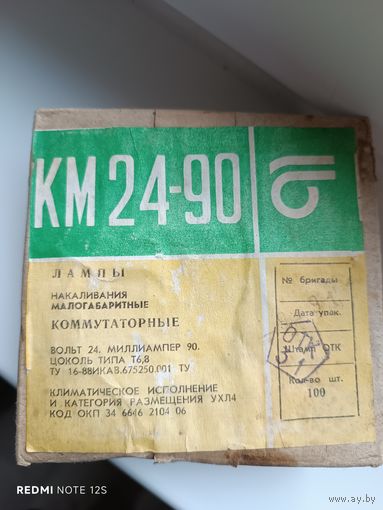 КМ 24-90
ЛАМПЫ
НАКАЛИВАНИЯ
МАЛОГАБАРИТНЫЕ
КОММУТАТОРНЫЕ
ВОЛЬТ 24, МИЛЛИАМПЕР 90.
ЦОКОЛЬ ТИПА Т6,8
ТУ 16-88ИКАВ.675250.001 ТУ
КЛИМАТИЧЕСКОЕ ИСПОЛНЕНИЕ
И КАТЕГОРИЯ РАЗМЕЩЕНИЯ УХЛ4
КОД ОКП 34 6646 2104 06
№ бригады
Дата упак.
Штамп ОТК
Кол-во шт.
100
REDMI NOTE 12S
ay.by